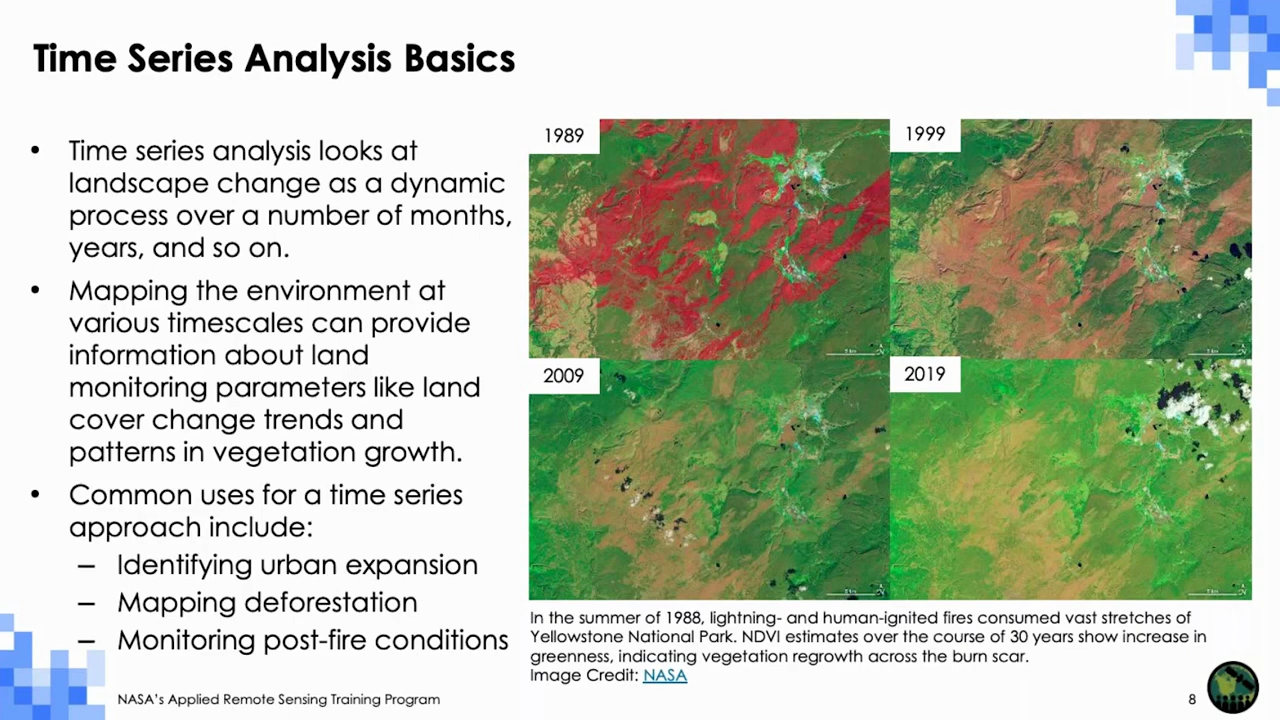 Time Series Analysis Basics
• Time series analysis looks at
landscape change as a dynamic
process over a number of months,
years, and so on.
• Mapping the environment at
various timescales can provide
information about land
monitoring parameters like land
cover change trends and
patterns in vegetation growth.
• Common uses for a time series
approach include:
– Identifying urban expansion
– Mapping deforestation
– Monitoring post-fire conditions
1989
1999
2009
2019
In the summer of 1988, lightning- and human-ignited fires consumed vast stretches of
Yellowstone National Park. NDVI estimates over the course of 30 years show increase in
greenness, indicating vegetation regrowth across the burn scar.
Image Credit: NASA
NASA's Applied Remote Sensing Training Program
8